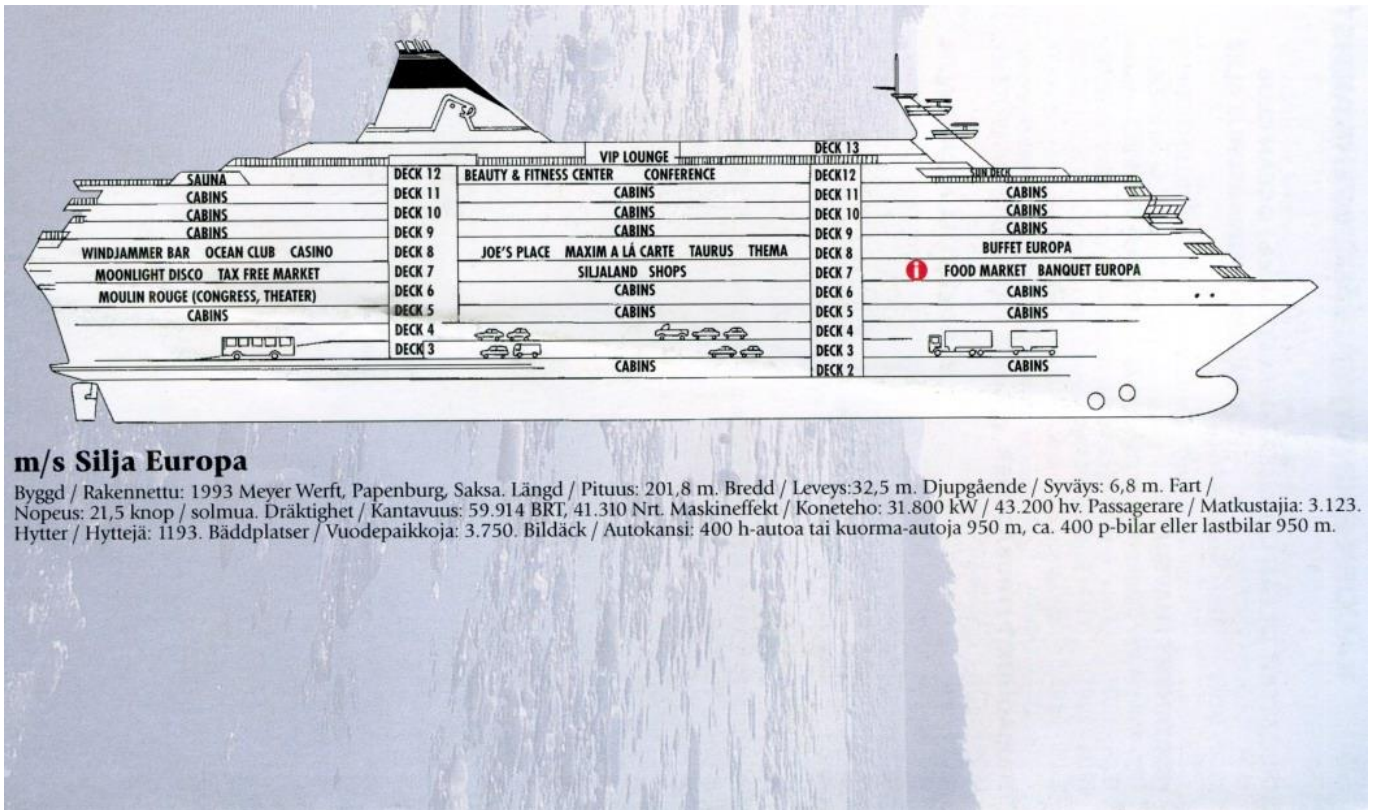 DECK 13
VIP LOUNGE
SAUNA DECK 12 BEAUTY & FITNESS CENTER CONFERENCE DECK12 SUN DECK
CABINS DECK 11 CABINS DECK 11 CABINS
CABINS DECK 10 CABINS DECK 10 CABINS
CABINS DECK 9 CABINS DECK 9 CABINS
WINDJAMMER BAR OCEAN CLUB CASINO DECK 8 JOE'S PLACE MAXIM A LÁ CARTE TAURUS THEMA DECK 8 BUFFET EUROPA
MOONLIGHT DISCO TAX FREE MARKET DECK 7 SILJALAND SHOPS DECK 7 i FOOD MARKET BANQUET EUROPA
MOULIN ROUGE (CONGRESS, THEATER) DECK 6 CABINS DECK 6 CABINS
CABINS DECK 5 CABINS DECK 5 CABINS
DECK 4 DECK 4
DECK 3 DECK 3
CABINS DECK 2 CABINS
m/s Silja Europa
Byggd / Rakennettu: 1993 Meyer Werft, Papenburg, Saksa. Längd / Pituus: 201,8 m. Bredd / Leveys:32,5 m. Djupgående / Syväys: 6,8 m. Fart /
Nopeus: 21,5 knop / solmua. Dräktighet / Kantavuus: 59.914 BRT, 41.310 Nrt. Maskineffekt / Koneteho: 31.800 kW / 43.200 hv. Passagerare / Matkustajia: 3.123.
Hytter / Hyttejä: 1193. Bäddplatser / Vuodepaikkoja: 3.750. Bildäck / Autokansi: 400 h-autoa tai kuorma-autoja 950 m, ca. 400 p-bilar eller lastbilar 950 m.